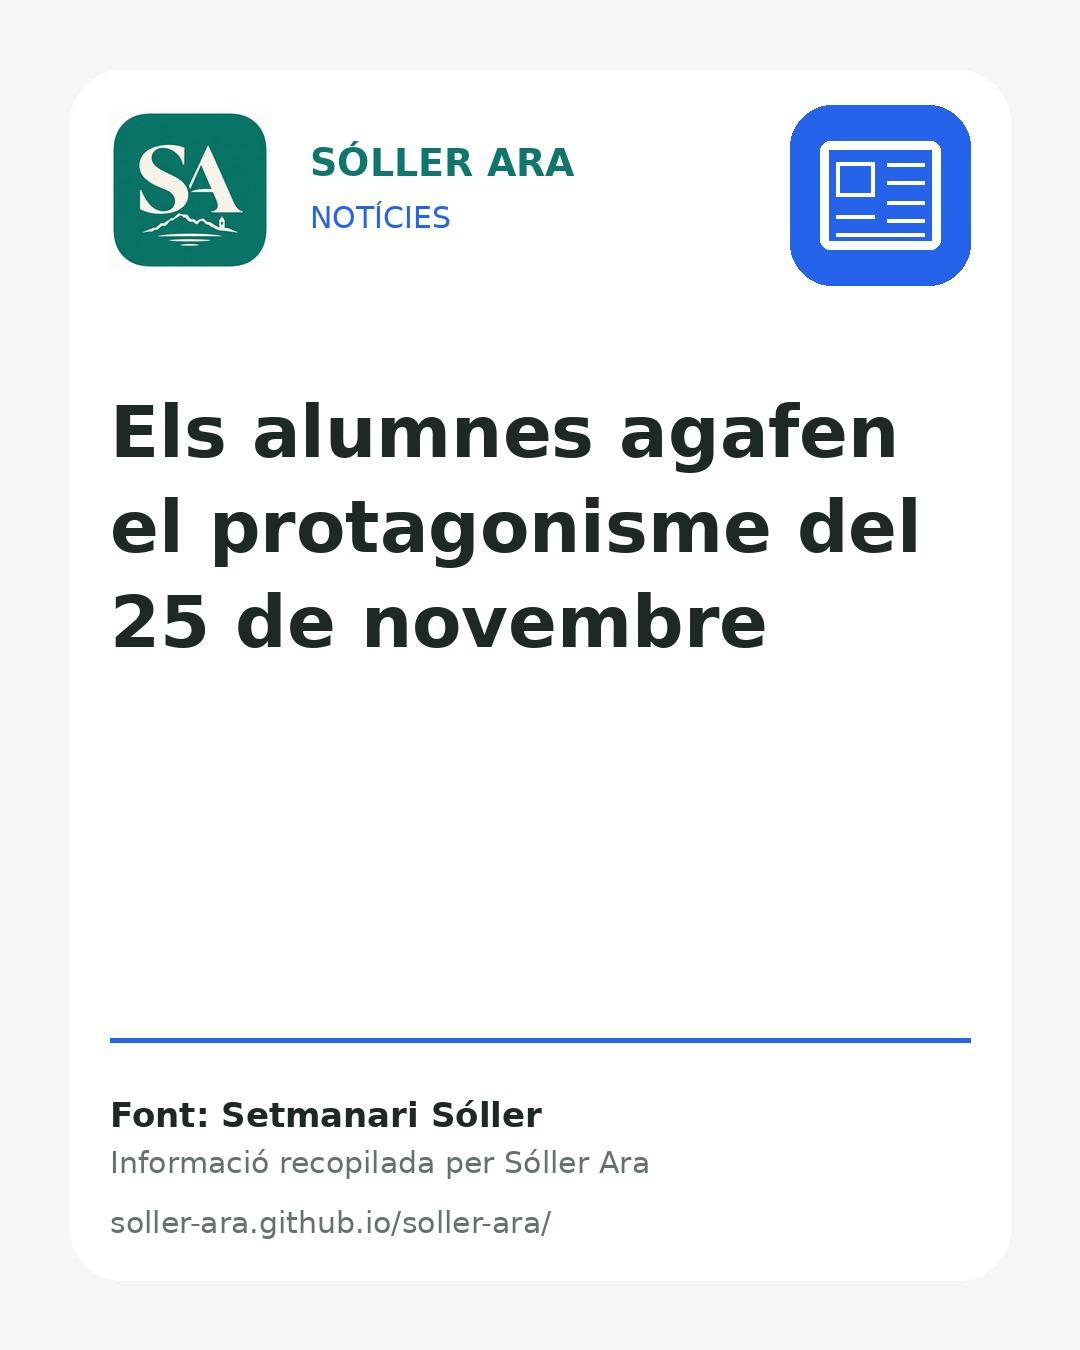 SA
SÓLLER ARA
NOTÍCIES
Els alumnes agafen
el protagonisme del
25 de novembre
Font: Setmanari Sóller
Informació recopilada per Sóller Ara
soller-ara.github.io/soller-ara/